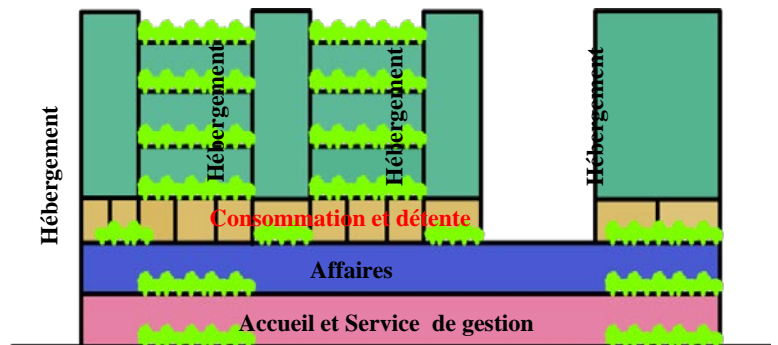 Hébergement
Hébergement
Hébergement
Hébergement
Consommation et détente
Affaires
Accueil et Service de gestion